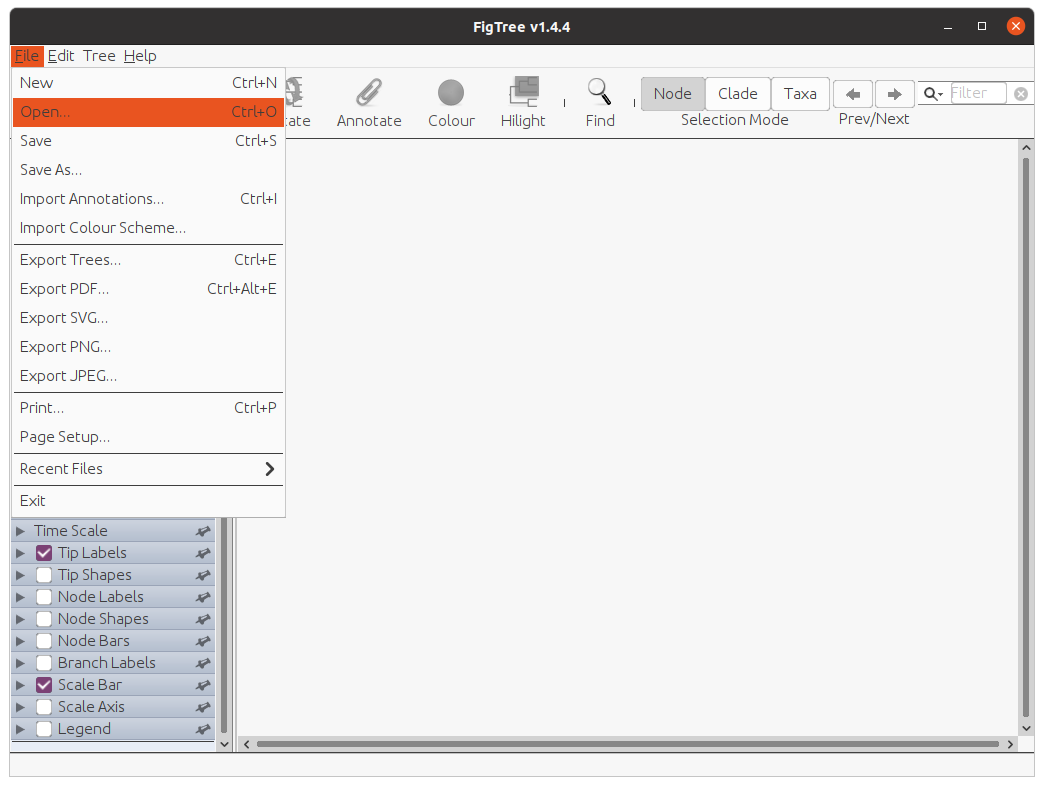 FigTree v1.4.4
File Edit Tree Help
New Ctrl+N
Open... Ctrl+O
Save Ctrl+S
Save As...
Import Annotations... Ctrl+I
Import Colour Scheme...
Export Trees... Ctrl+E
Export PDF... Ctrl+Alt+E
Export SVG...
Export PNG...
Export JPEG...
Print... Ctrl+P
Page Setup...
Recent Files
Exit
Annotate Colour Hilight Find
Node Clade Taxa
Selection Mode
Prev/Next
Filter
Time Scale
Tip Labels
Tip Shapes
Node Labels
Node Shapes
Node Bars
Branch Labels
Scale Bar
Scale Axis
Legend